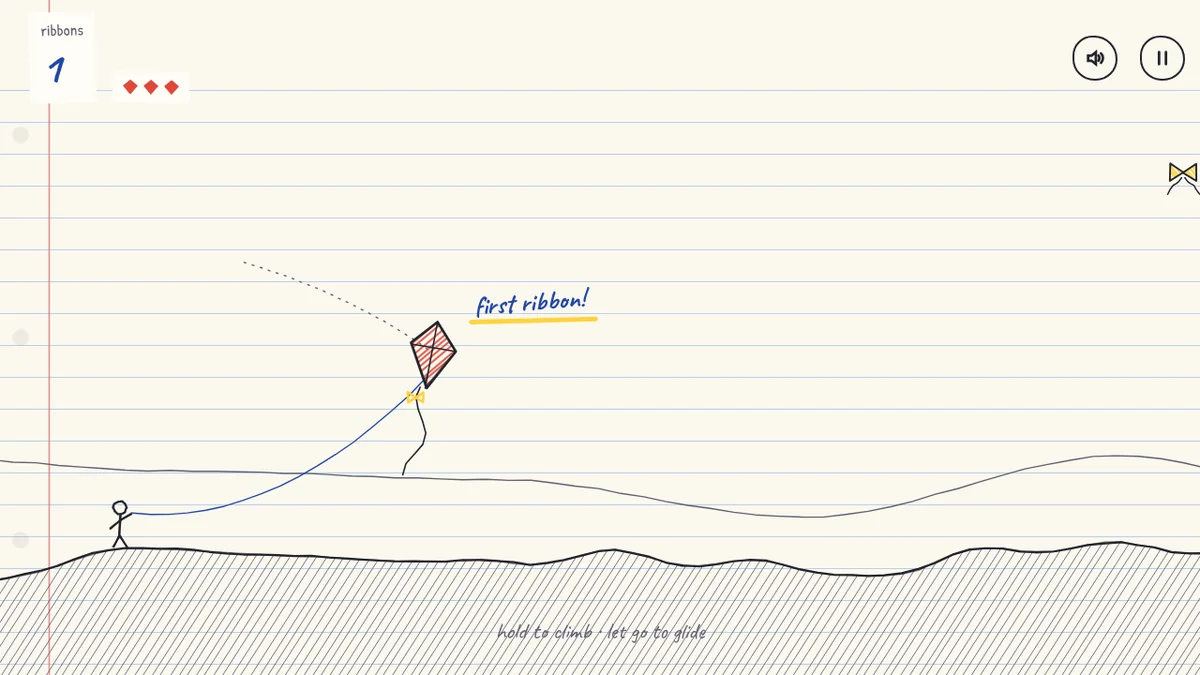 ribbons
1
first ribbon!
hold to climb · let go to glide